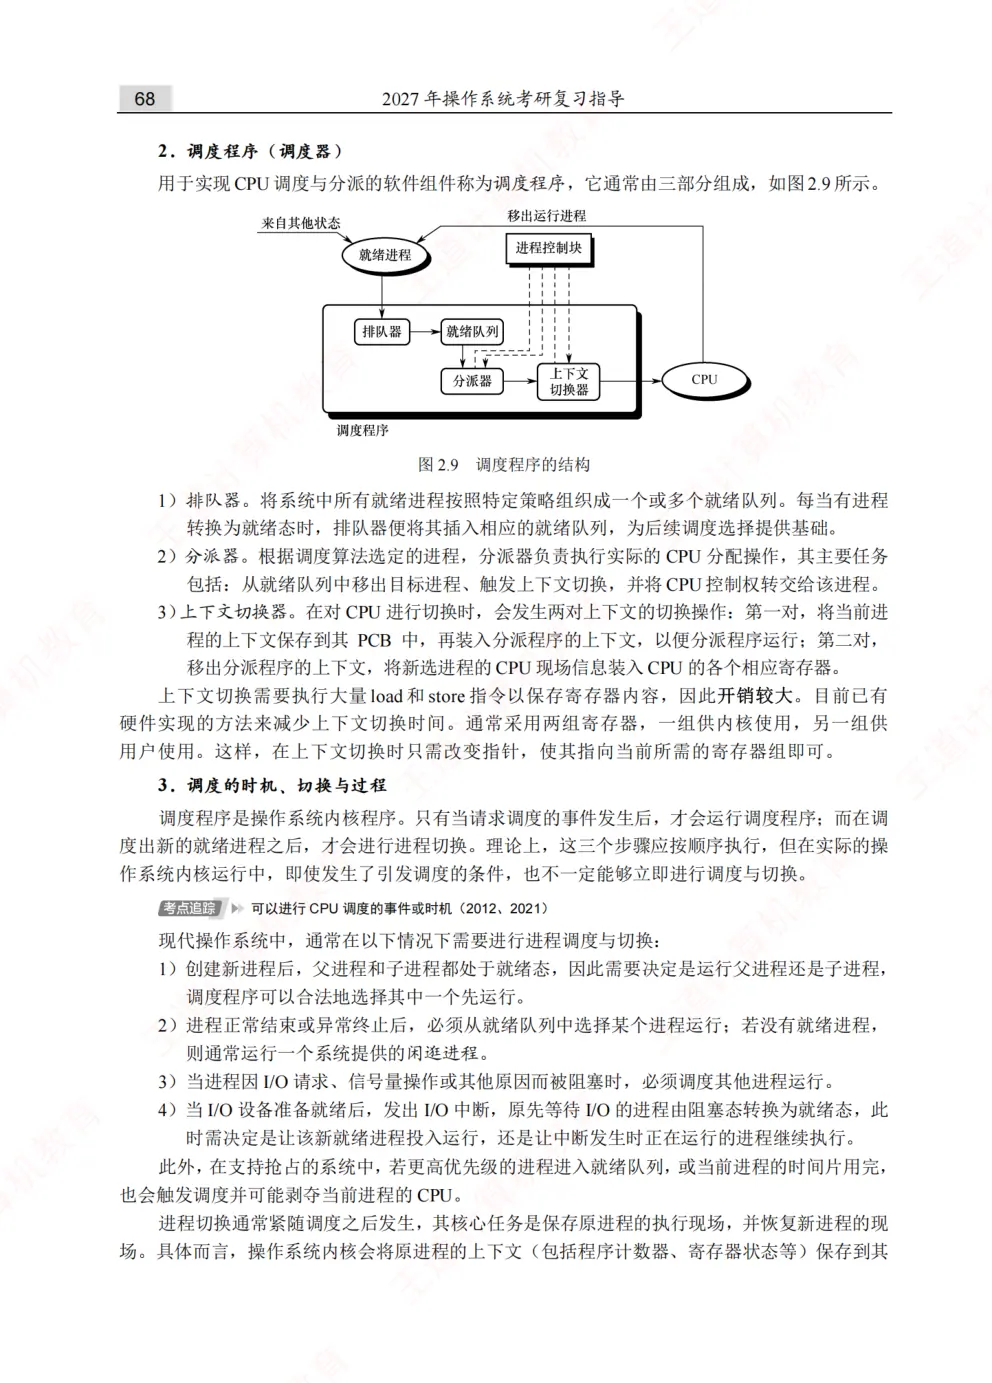 68
2027 年操作系统考研复习指导
2．调度程序（调度器）
用于实现 CPU 调度与分派的软件组件称为调度程序，它通常由三部分组成，如图 2.9 所示。
来自其他状态
移出运行进程
就绪进程
进程控制块
排队器
就绪队列
分派器
上下文
切换器
CPU
调度程序
图 2.9 调度程序的结构
1）排队器。将系统中所有就绪进程按照特定策略组织成一个或多个就绪队列。每当有进程
转换为就绪态时，排队器便将其插入相应的就绪队列，为后续调度选择提供基础。
2）分派器。根据调度算法选定的进程，分派器负责执行实际的 CPU 分配操作，其主要任务
包括：从就绪队列中移出目标进程、触发上下文切换，并将 CPU 控制权转交给该进程。
3）上下文切换器。在对 CPU 进行切换时，会发生两对上下文的切换操作：第一对，将当前进
程的上下文保存到其 PCB 中，再装入分派程序的上下文，以便分派程序运行；第二对，
移出分派程序的上下文，将新选进程的 CPU 现场信息装入 CPU 的各个相应寄存器。
上下文切换需要执行大量 load 和 store 指令以保存寄存器内容，因此开销较大。目前已有
硬件实现的方法来减少上下文切换时间。通常采用两组寄存器，一组供内核使用，另一组供
用户使用。这样，在上下文切换时只需改变指针，使其指向当前所需的寄存器组即可。
3．调度的时机、切换与过程
调度程序是操作系统内核程序。只有当请求调度的事件发生后，才会运行调度程序；而在调
度出新的就绪进程之后，才会进行进程切换。理论上，这三个步骤应按顺序执行，但在实际的操
作系统内核运行中，即使发生了引发调度的条件，也不一定能够立即进行调度与切换。
考点追踪 可以进行 CPU 调度的事件或时机（2012、2021）
现代操作系统中，通常在以下情况下需要进行进程调度与切换：
1）创建新进程后，父进程和子进程都处于就绪态，因此需要决定是运行父进程还是子进程，
调度程序可以合法地选择其中一个先运行。
2）进程正常结束或异常终止后，必须从就绪队列中选择某个进程运行；若没有就绪进程，
则通常运行一个系统提供的闲逛进程。
3）当进程因 I/O 请求、信号量操作或其他原因而被阻塞时，必须调度其他进程运行。
4）当 I/O 设备准备就绪后，发出 I/O 中断，原先等待 I/O 的进程由阻塞态转换为就绪态，此
时需决定是让该新就绪进程投入运行，还是让中断发生时正在运行的进程继续执行。
此外，在支持抢占的系统中，若更高优先级的进程进入就绪队列，或当前进程的时间片用完，
也会触发调度并可能剥夺当前进程的 CPU。
进程切换通常紧随调度之后发生，其核心任务是保存原进程的执行现场，并恢复新进程的现
场。具体而言，操作系统内核会将原进程的上下文（包括程序计数器、寄存器状态等）保存到其